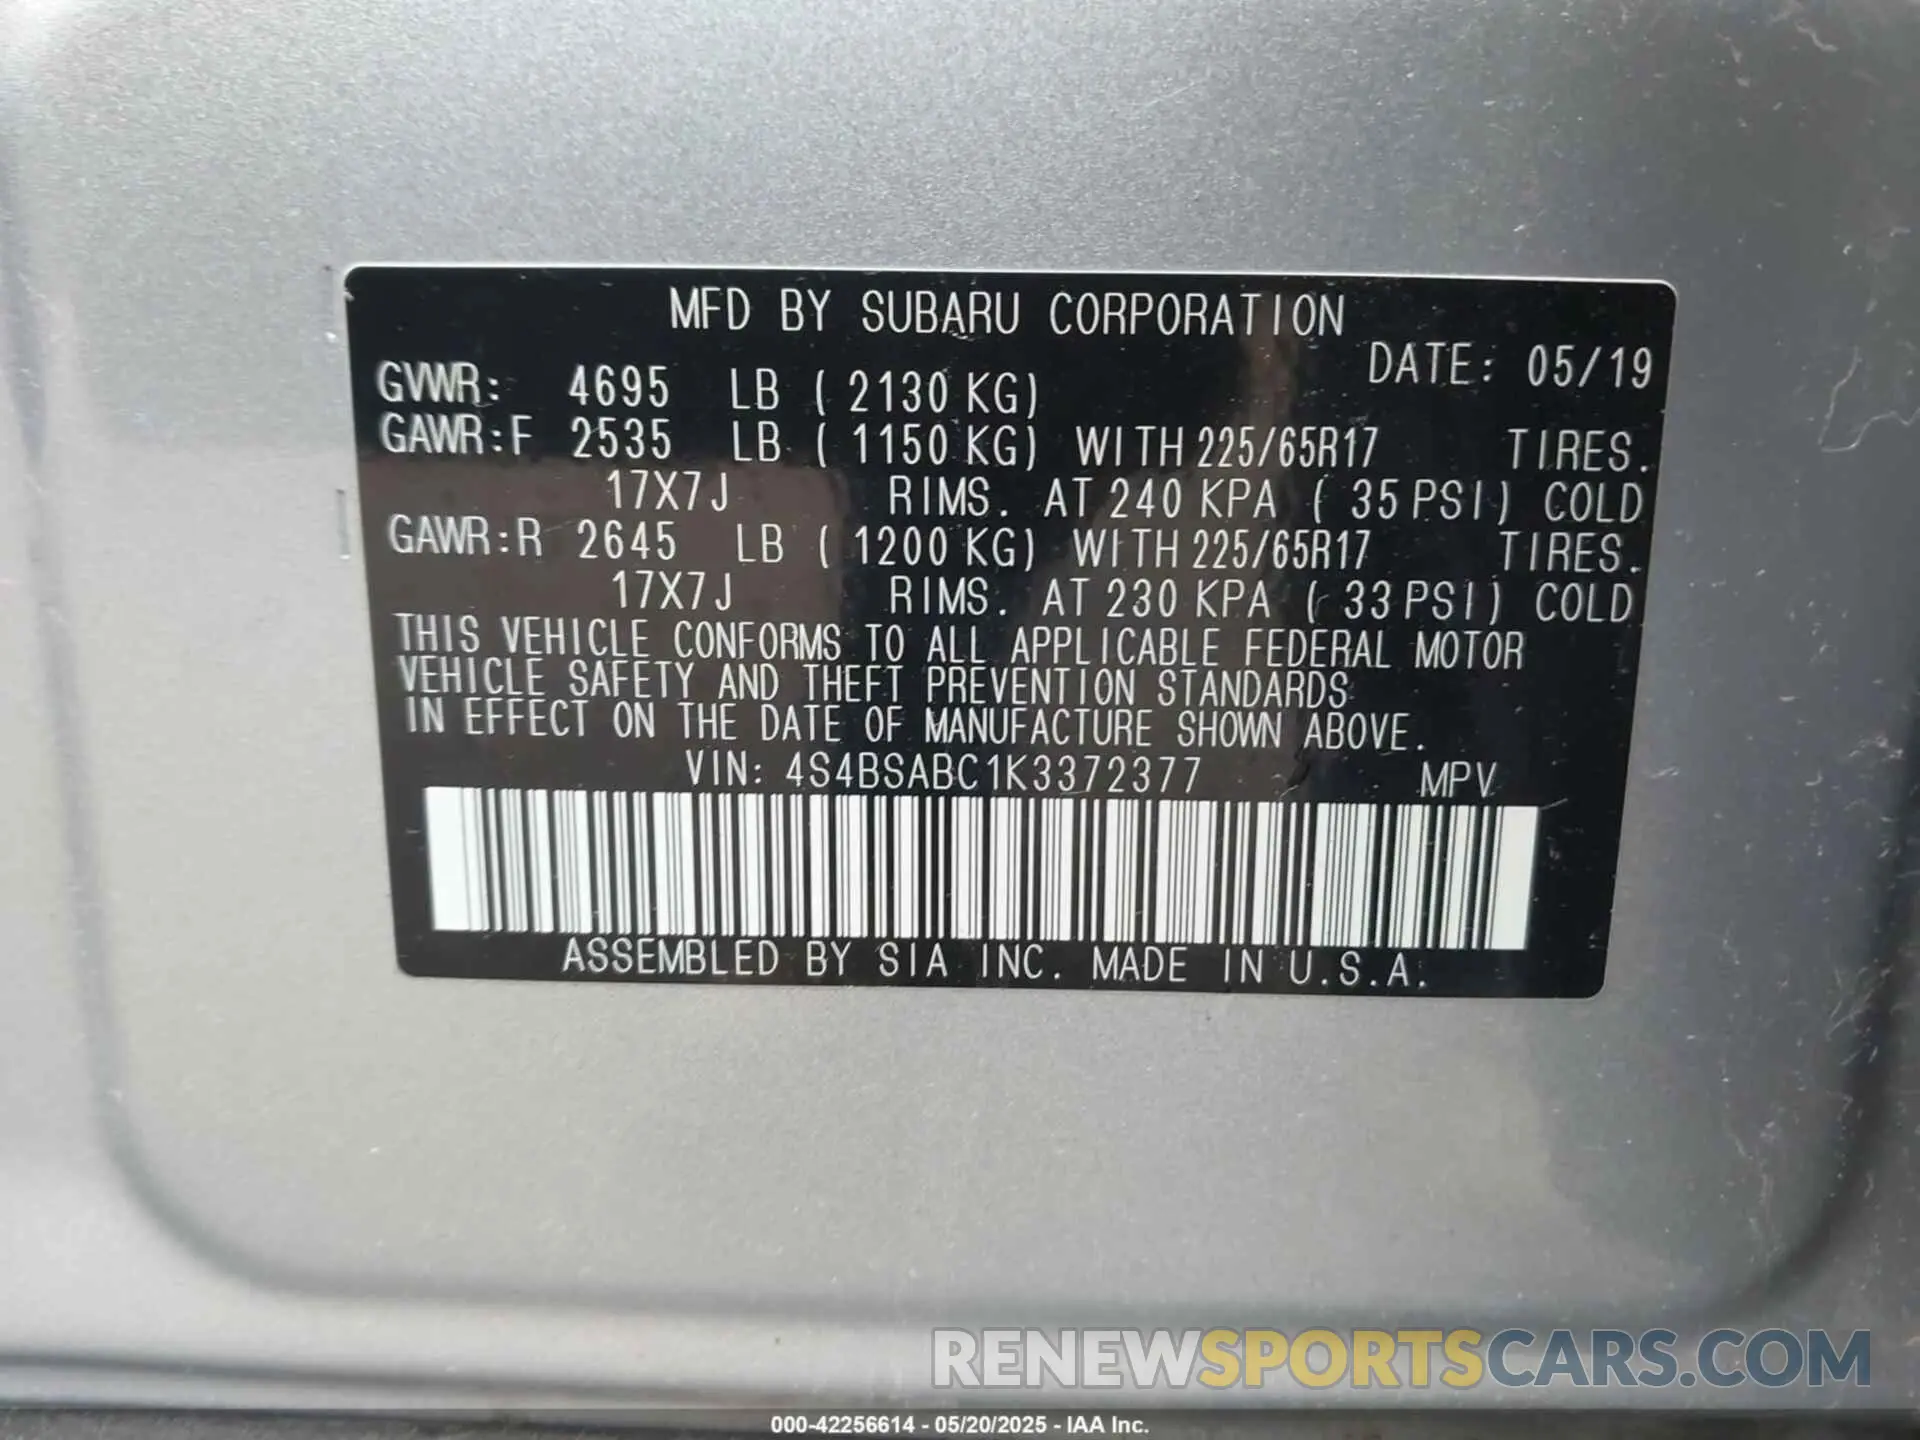 MFD BY SUBARU CORPORATION
DATE: 05/19
GVWR: 4695 LB ( 2130 KG)
GAWR:F 2535 LB ( 1150 KG) WITH 225/65R17 TIRES.
17X7J RIMS. AT 240 KPA ( 35 PSI) COLD
GAWR:R 2645 LB ( 1200 KG) WITH 225/65R17 TIRES.
17X7J RIMS. AT 230 KPA ( 33 PSI) COLD
THIS VEHICLE CONFORMS TO ALL APPLICABLE FEDERAL MOTOR
VEHICLE SAFETY AND THEFT PREVENTION STANDARDS
IN EFFECT ON THE DATE OF MANUFACTURE SHOWN ABOVE.
VIN: 4S4BSABC1K3372377 MPV
ASSEMBLED BY SIA INC. MADE IN U.S.A.
RENEWSPORTSCARS.COM
000-42256614 - 05/20/2025 - IAA Inc.